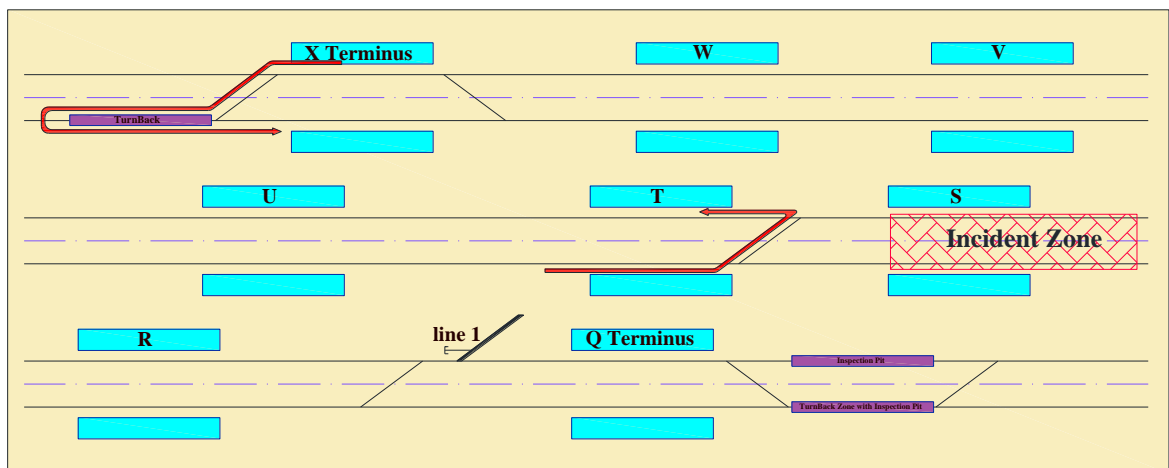 X Terminus
W
V
TurnBack
U
T
S
Incident Zone
R
line 1
Q Terminus
Inspection Pit
TurnBack Zone with Inspection Pit